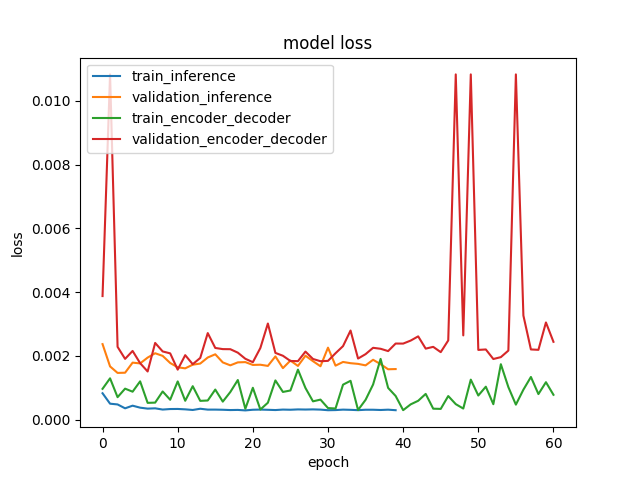 model loss
train_inference
validation_inference
train_encoder_decoder
validation_encoder_decoder
loss
0.010
0.008
0.006
0.004
0.002
0.000
0 10 20 30 40 50 60
epoch